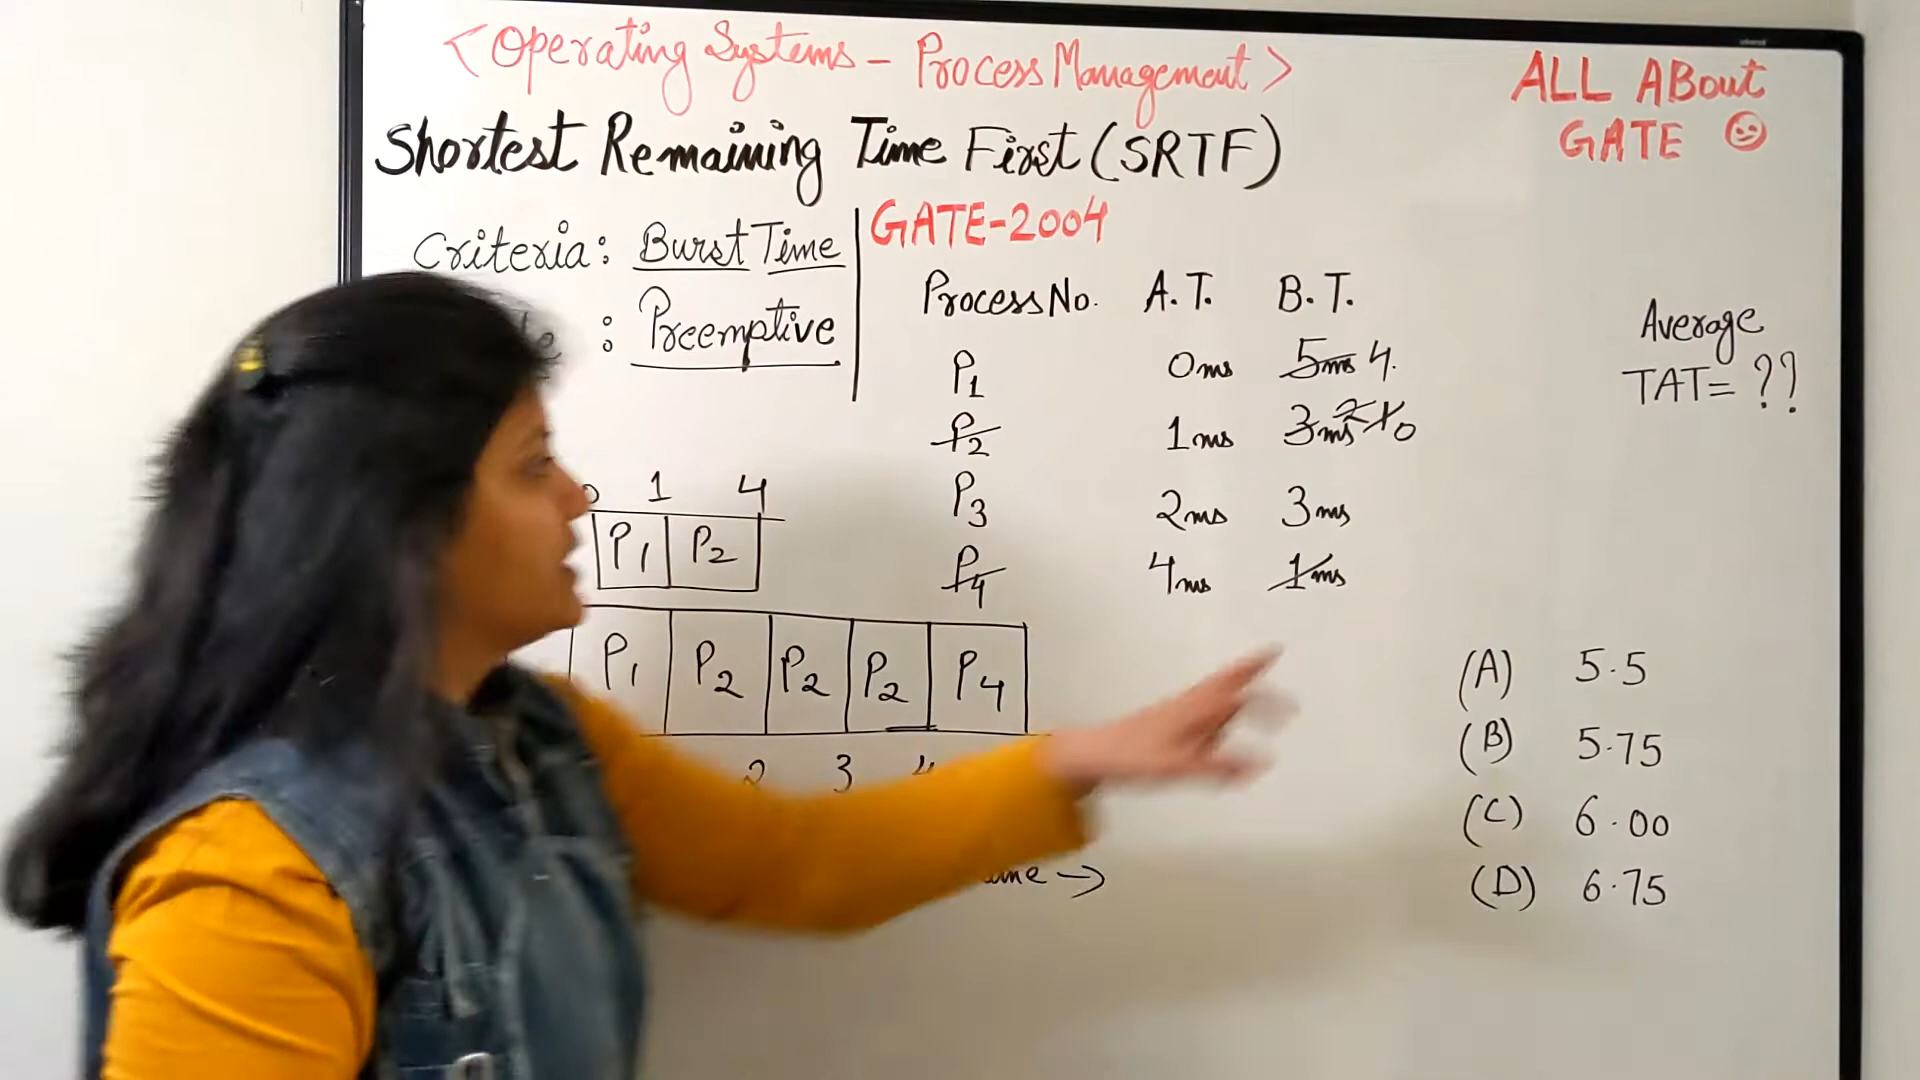 <Operating Systems - Process Management>
ALL ABout
GATE
Shortest Remaining Time First (SRTF)
Criteria: Burst Time
: Preemptive
GATE-2004
Process No. A.T. B.T.
P1 0ms 5ms 4.
P2 1ms 3ms 2 1 0
P3 2ms 3ms
P4 4ms 1ms
Average
TAT= ??
0 1 4
P1 P2
P1 P2 P2 P2 P4
2 3 4
→
(A) 5.5
(B) 5.75
(C) 6.00
(D) 6.75